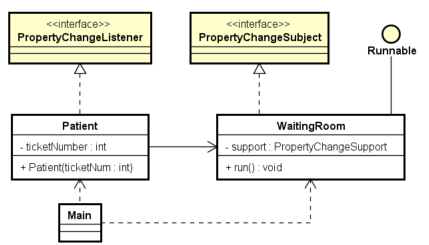 <<interface>>
PropertyChangeListener
<<interface>>
PropertyChangeSubject
Runnable
Patient
- ticketNumber : int
+ Patient(ticketNum : int)
WaitingRoom
- support : PropertyChangeSupport
+ run() : void
Main